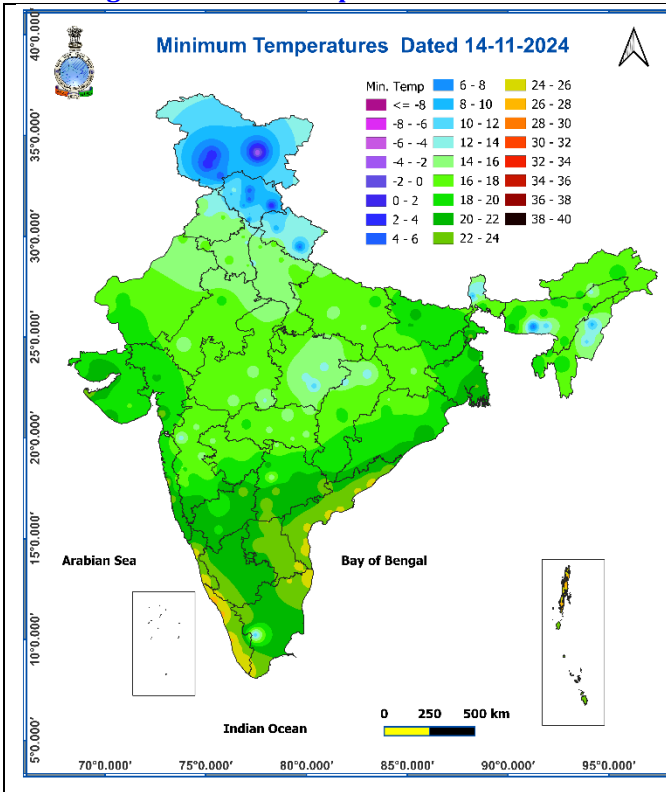 Minimum Temperatures Dated 14-11-2024
Min. Temp
<= -8
-8 - -6
-6 - -4
-4 - -2
-2 - 0
0 - 2
2 - 4
4 - 6
6 - 8
8 - 10
10 - 12
12 - 14
14 - 16
16 - 18
18 - 20
20 - 22
22 - 24
24 - 26
26 - 28
28 - 30
30 - 32
32 - 34
34 - 36
36 - 38
38 - 40
40°0.000'
35°0.000'
30°0.000'
25°0.000'
20°0.000'
15°0.000'
10°0.000'
5°0.000'
Arabian Sea
Bay of Bengal
Indian Ocean
0 250 500 km
70°0.000' 75°0.000' 80°0.000' 85°0.000' 90°0.000' 95°0.000'